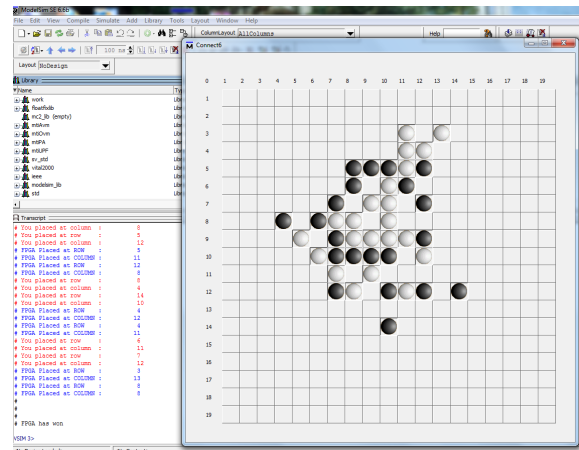 ModelSim SE 6.6b
File Edit View Compile Simulate Add Library Tools Layout Window Help
ColumnLayout AllColumns
Help
100 ns
Layout NoDesign
Library
Name
work
floatfixlib
mc2_lib (empty)
mtiAvm
mtiOvm
mtiPA
mtiUPF
sv_std
vital2000
ieee
modelsim_lib
std
Transcript
# You placed at column : 8
# You placed at row : 5
# You placed at column : 12
# FPGA Placed at ROW : 5
# FPGA Placed at COLUMN : 11
# FPGA Placed at ROW : 12
# FPGA Placed at COLUMN : 8
# You placed at row : 8
# You placed at column : 4
# You placed at row : 14
# You placed at column : 10
# FPGA Placed at ROW : 4
# FPGA Placed at COLUMN : 12
# FPGA Placed at ROW : 4
# FPGA Placed at COLUMN : 11
# You placed at row : 6
# You placed at column : 11
# You placed at row : 7
# You placed at column : 12
# FPGA Placed at ROW : 3
# FPGA Placed at COLUMN : 13
# FPGA Placed at ROW : 8
# FPGA Placed at COLUMN : 8
#
#
#
# FPGA has won
VSIM 3>
Connect6
0 1 2 3 4 5 6 7 8 9 10 11 12 13 14 15 16 17 18 19
1
2
3
4
5
6
7
8
9
10
11
12
13
14
15
16
17
18
19